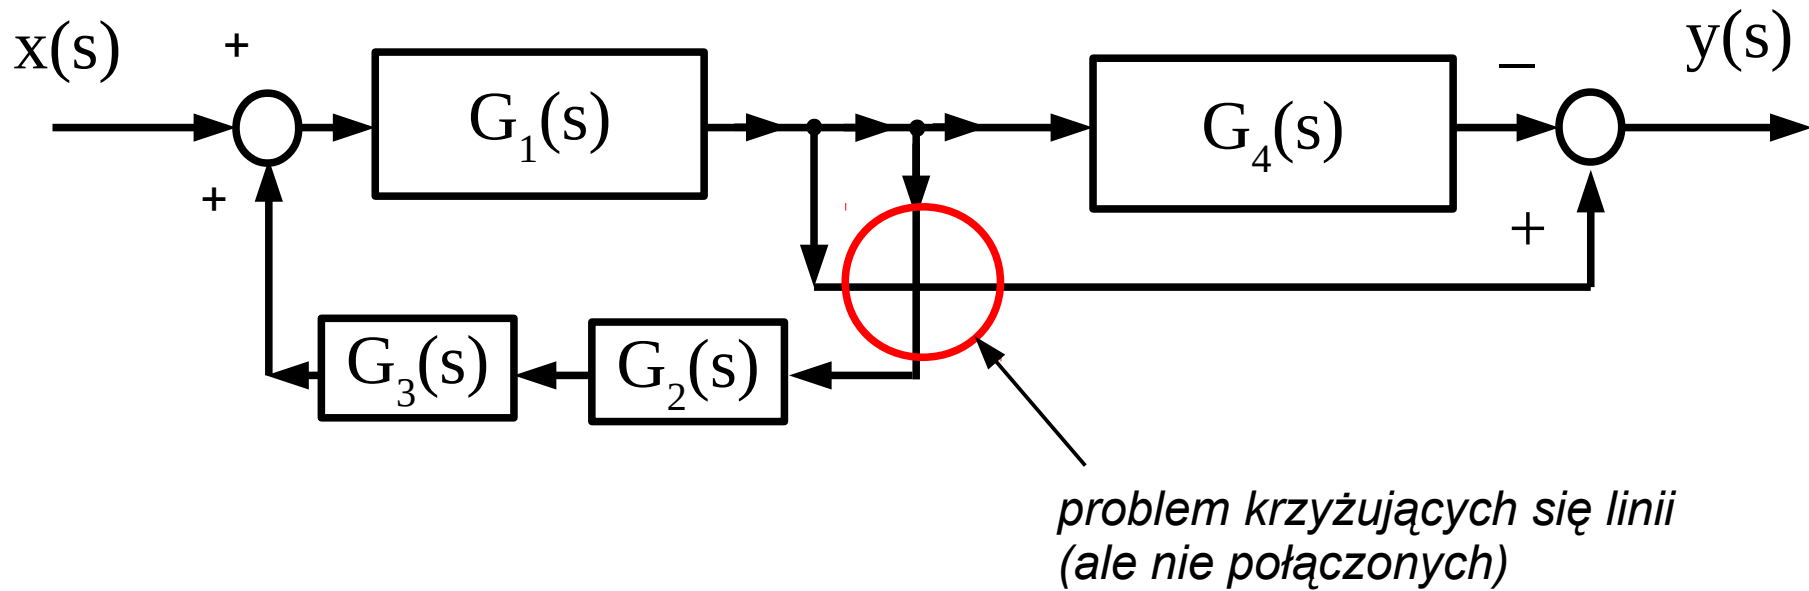 x(s)
+
G1(s)
G4(s)
−
y(s)
+
+
G3(s)
G2(s)
problem krzyżujących się linii
(ale nie połączonych)